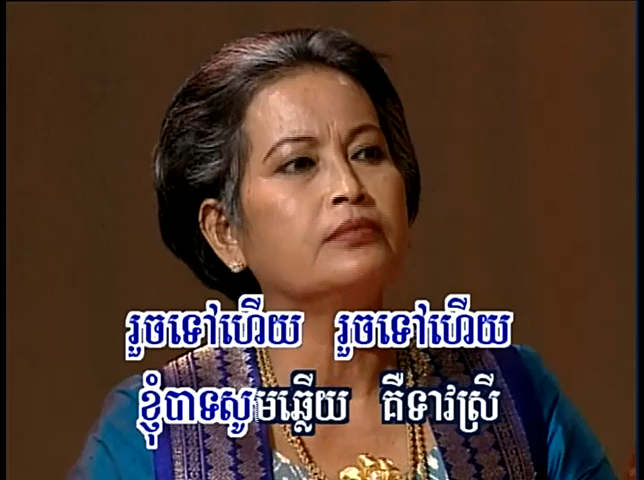 រួចទៅហើយ រួចទៅហើយ
ខ្ញុំបាទសូមឆ្លើយ គឺទាវស្រី